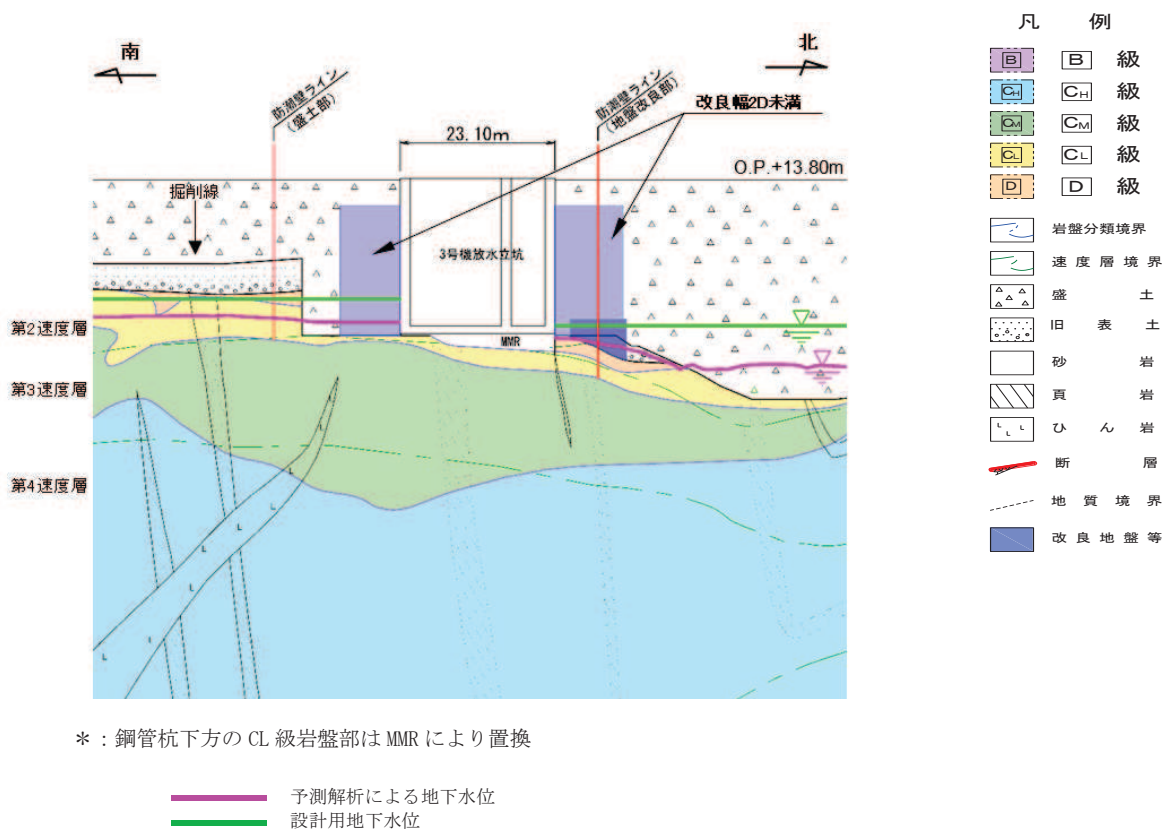 南
北
防潮壁ライン
(盛土部)
防潮壁ライン
(地盤改良部)
改良幅2D未満
23.10m
O.P.+13.80m
掘削線
3号機放水立坑
MMR
第2速度層
第3速度層
第4速度層
L
L
L
L
L
L
L
＊：鋼管杭下方の CL 級岩盤部は MMR により置換
予測解析による地下水位
設計用地下水位
凡 例
B B 級
CH CH 級
CM CM 級
CL CL 級
D D 級
岩盤分類境界
速度層境界
盛土
旧表土
砂岩
頁岩
L L L ひん岩
断層
地質境界
改良地盤等